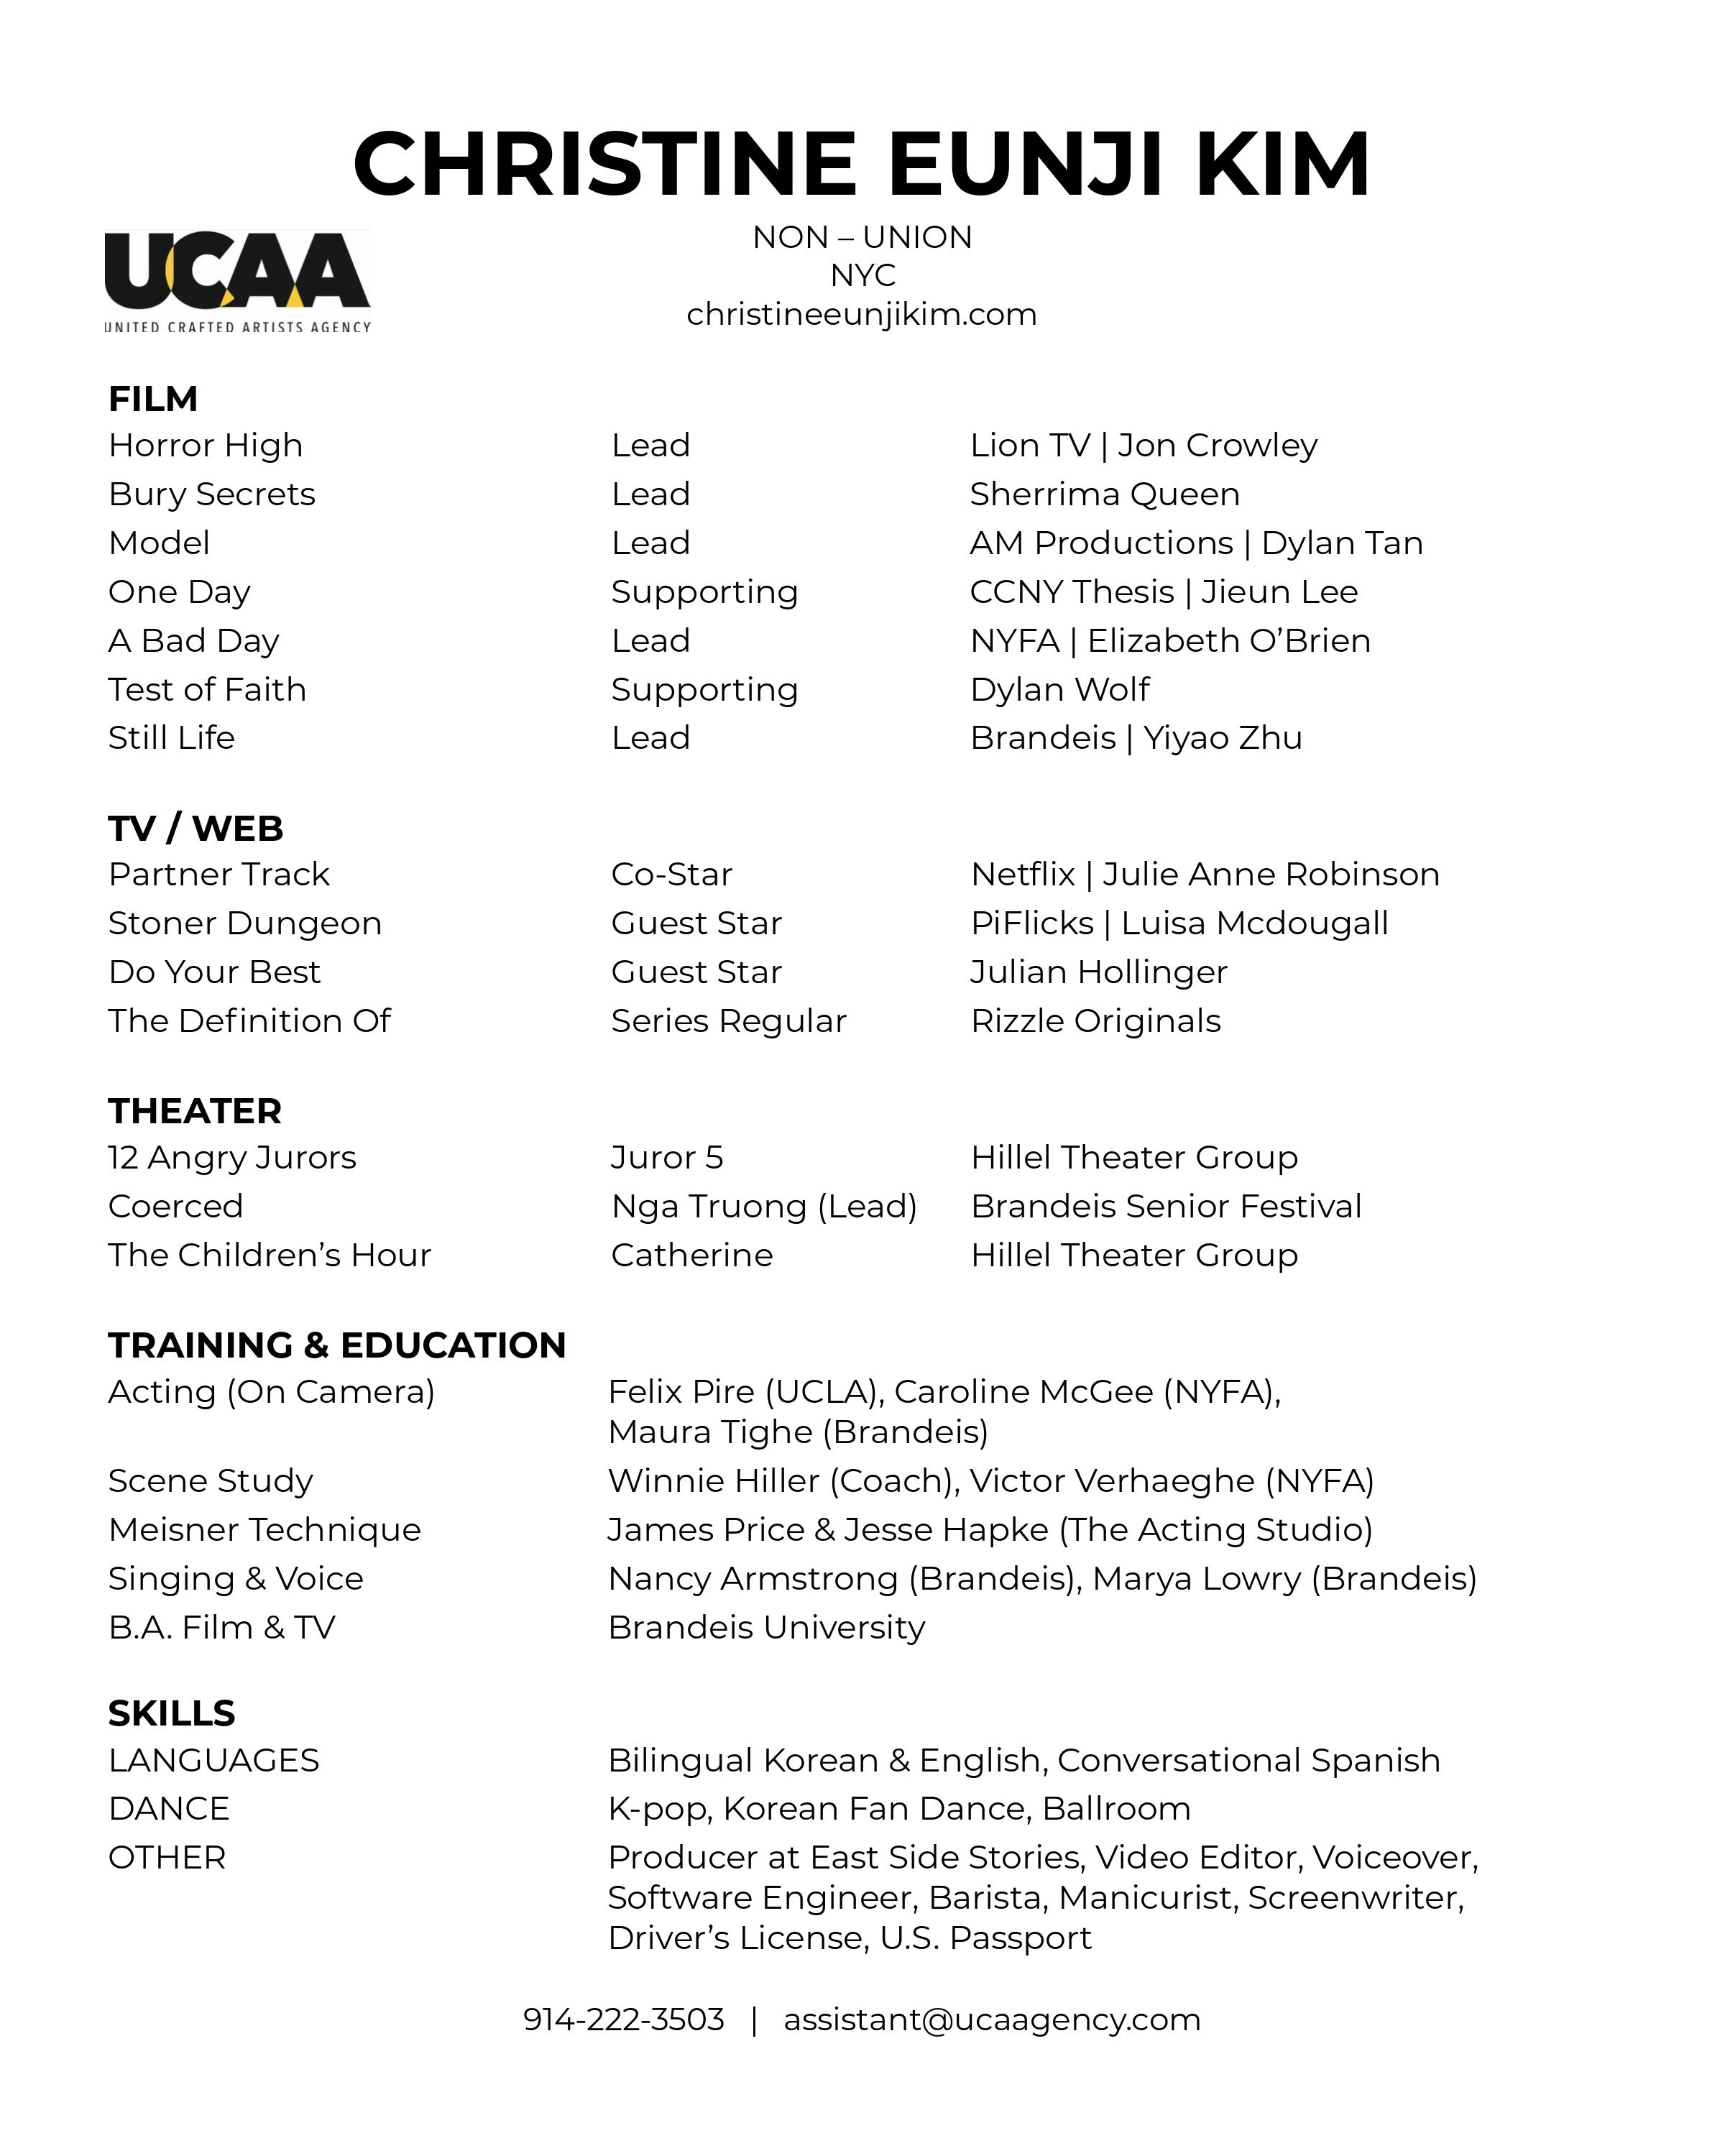 CHRISTINE EUNJI KIM
UCAA
UNITED CRAFTED ARTISTS AGENCY
NON – UNION
NYC
christineeunjikim.com
FILM
Horror High Lead Lion TV | Jon Crowley
Bury Secrets Lead Sherrima Queen
Model Lead AM Productions | Dylan Tan
One Day Supporting CCNY Thesis | Jieun Lee
A Bad Day Lead NYFA | Elizabeth O’Brien
Test of Faith Supporting Dylan Wolf
Still Life Lead Brandeis | Yiyao Zhu
TV / WEB
Partner Track Co-Star Netflix | Julie Anne Robinson
Stoner Dungeon Guest Star PiFlicks | Luisa Mcdougall
Do Your Best Guest Star Julian Hollinger
The Definition Of Series Regular Rizzle Originals
THEATER
12 Angry Jurors Juror 5 Hillel Theater Group
Coerced Nga Truong (Lead) Brandeis Senior Festival
The Children’s Hour Catherine Hillel Theater Group
TRAINING & EDUCATION
Acting (On Camera) Felix Pire (UCLA), Caroline McGee (NYFA),
Maura Tighe (Brandeis)
Scene Study Winnie Hiller (Coach), Victor Verhaeghe (NYFA)
Meisner Technique James Price & Jesse Hapke (The Acting Studio)
Singing & Voice Nancy Armstrong (Brandeis), Marya Lowry (Brandeis)
B.A. Film & TV Brandeis University
SKILLS
LANGUAGES Bilingual Korean & English, Conversational Spanish
DANCE K-pop, Korean Fan Dance, Ballroom
OTHER Producer at East Side Stories, Video Editor, Voiceover,
Software Engineer, Barista, Manicurist, Screenwriter,
Driver’s License, U.S. Passport
914-222-3503 | assistant@ucaagency.com